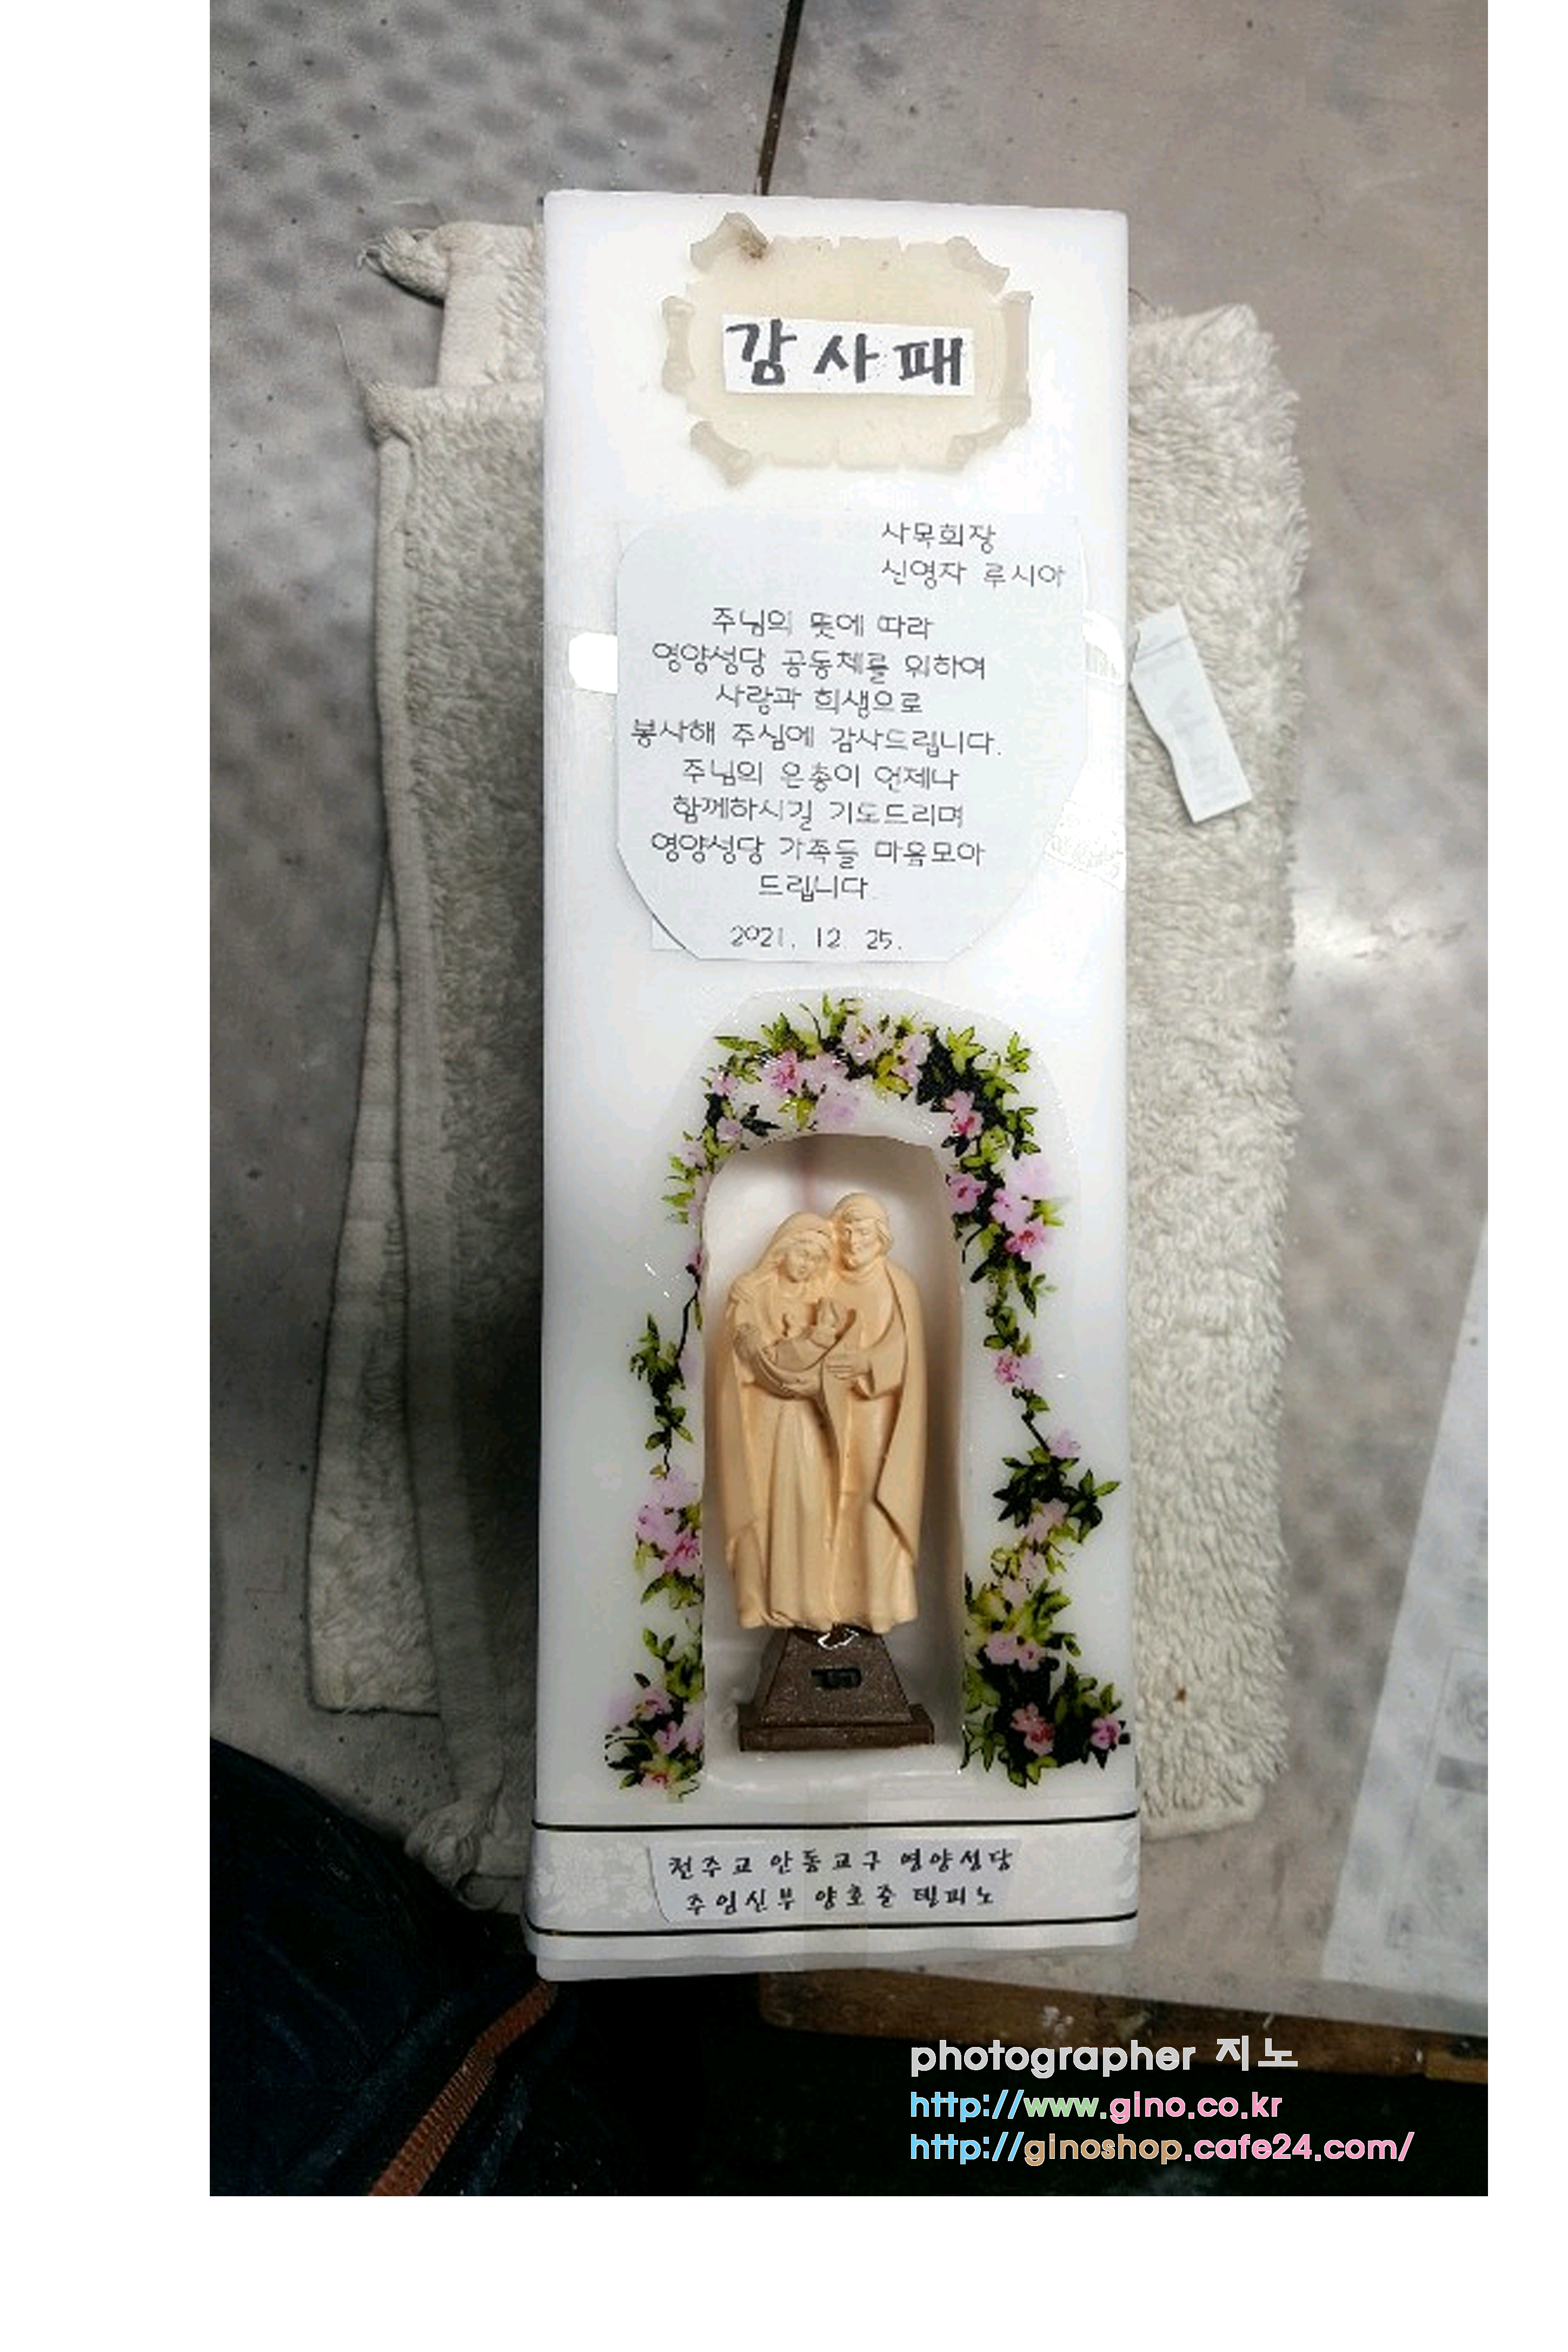 감사패
사목회장
신영자 루시아
주님의 뜻에 따라
영양성당 공동체를 위하여
사랑과 희생으로
봉사해 주심에 감사드립니다.
주님의 은총이 언제나
함께하시길 기도드리며
영양성당 가족들 마음모아
드립니다.
2021. 12. 25.
천주교 안동교구 영양성당
주임신부 양호준 델피노
photographer 지노
http://www.gino.co.kr
http://ginoshop.cafe24.com/